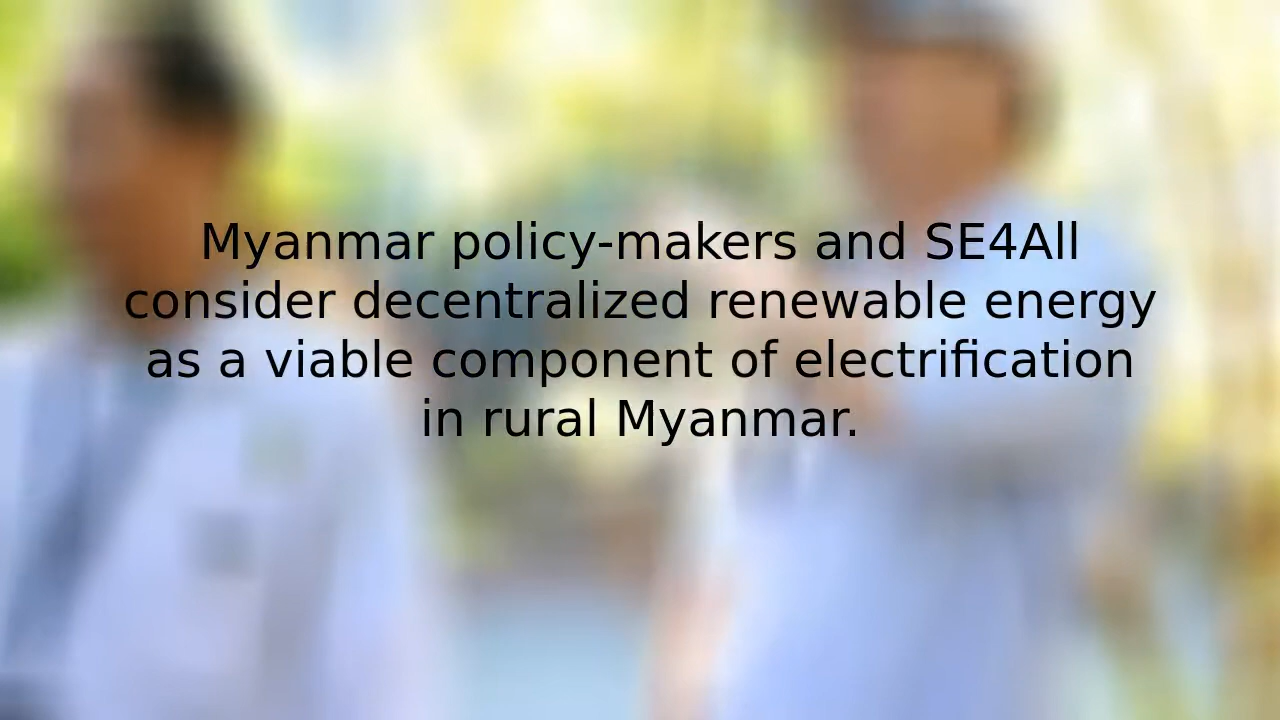 Myanmar policy-makers and SE4All
consider decentralized renewable energy
as a viable component of electrification
in rural Myanmar.